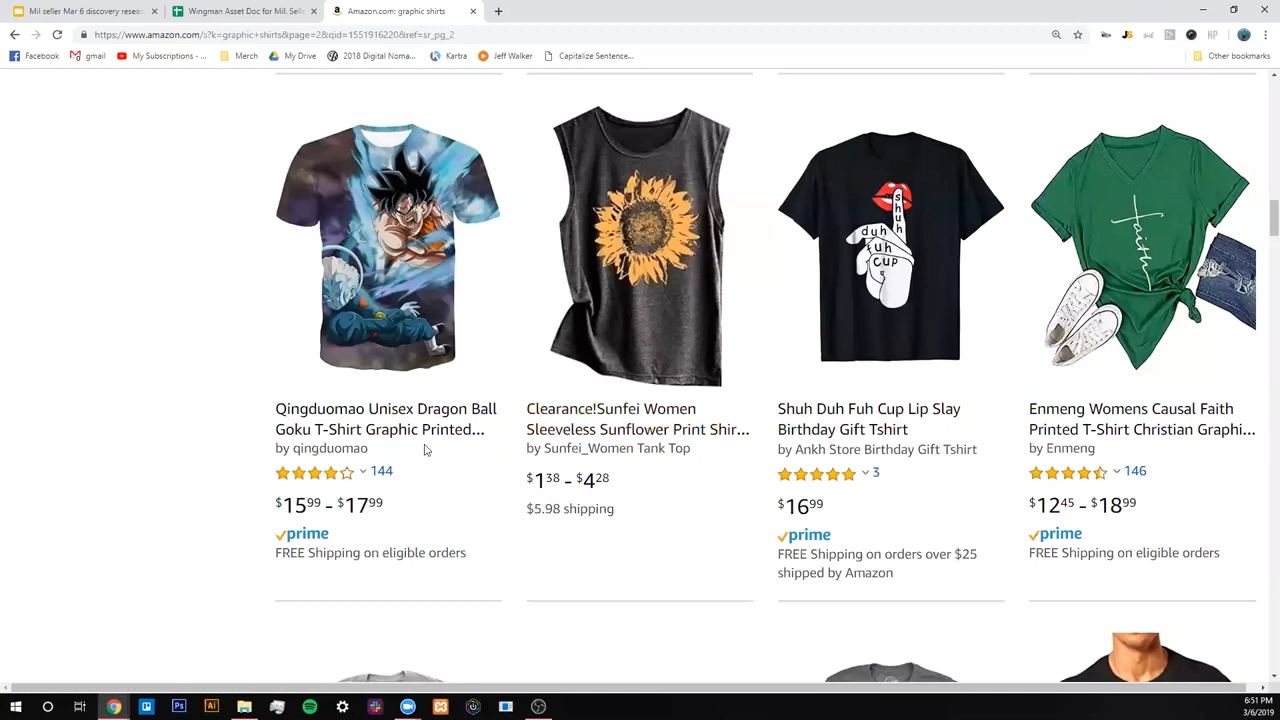 Mil seller Mar 6 discovery resea
Wingman Asset Doc for Mil. Sell
Amazon.com: graphic shirts
https://www.amazon.com/s?k=graphic+shirts&page=2&qid=1551916220&ref=sr_pg_2
Facebook
gmail
My Subscriptions - ...
Merch
My Drive
2018 Digital Noma...
Kartra
Jeff Walker
Capitalize Sentence...
Other bookmarks
shuh
duh
fuh
cup
faith
Qingduomao Unisex Dragon Ball
Goku T-Shirt Graphic Printed...
by qingduomao
144
$15 99 - $17 99
prime
FREE Shipping on eligible orders
Clearance!Sunfei Women
Sleeveless Sunflower Print Shir...
by Sunfei_Women Tank Top
$1 38 - $4 28
$5.98 shipping
Shuh Duh Fuh Cup Lip Slay
Birthday Gift Tshirt
by Ankh Store Birthday Gift Tshirt
3
$16 99
prime
FREE Shipping on orders over $25
shipped by Amazon
Enmeng Womens Causal Faith
Printed T-Shirt Christian Graphi...
by Enmeng
146
$12 45 - $18 99
prime
FREE Shipping on eligible orders
6:51 PM
3/6/2019